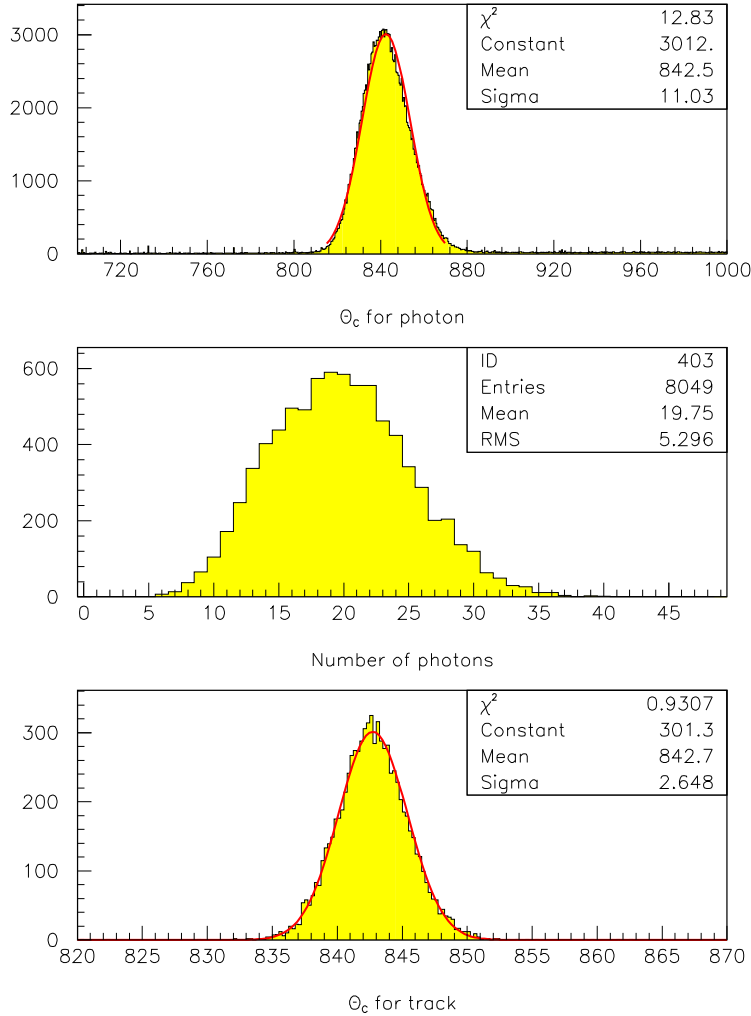 χ² 12.83
Constant 3012.
Mean 842.5
Sigma 11.03
3000
2000
1000
0
720 760 800 840 880 920 960 1000
Θc for photon
ID 403
Entries 8049
Mean 19.75
RMS 5.296
600
400
200
0
0 5 10 15 20 25 30 35 40 45
Number of photons
χ² 0.9307
Constant 301.3
Mean 842.7
Sigma 2.648
300
200
100
0
820 825 830 835 840 845 850 855 860 865 870
Θc for track